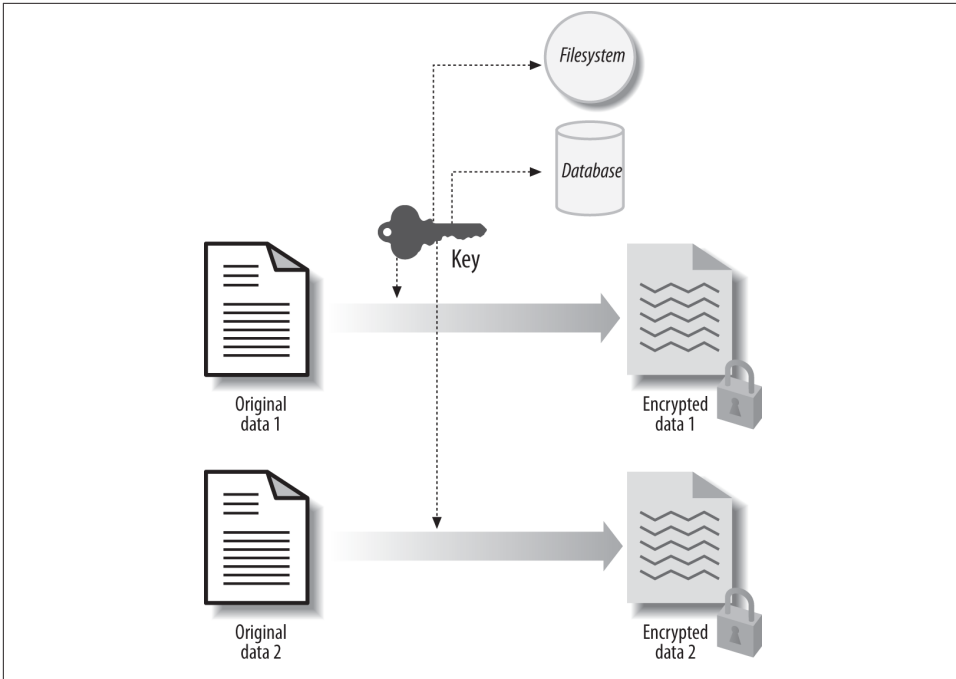 Filesystem
Database
Key
Original
data 1
Encrypted
data 1
Original
data 2
Encrypted
data 2